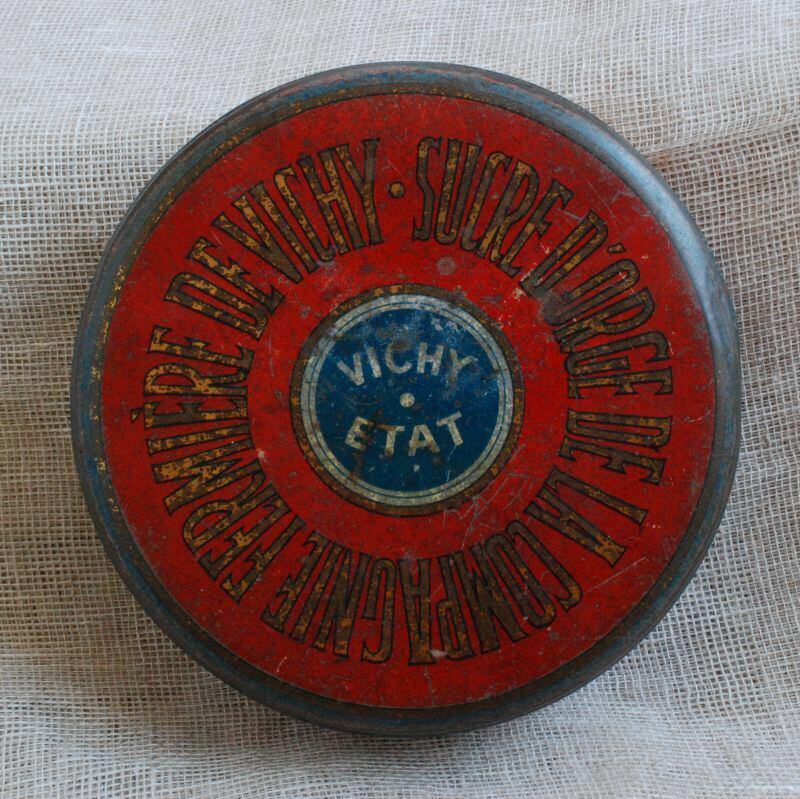 SUCRE D'ORGE DE LA COMPAGNIE FERMIÈRE DE VICHY •
VICHY
•
ETAT